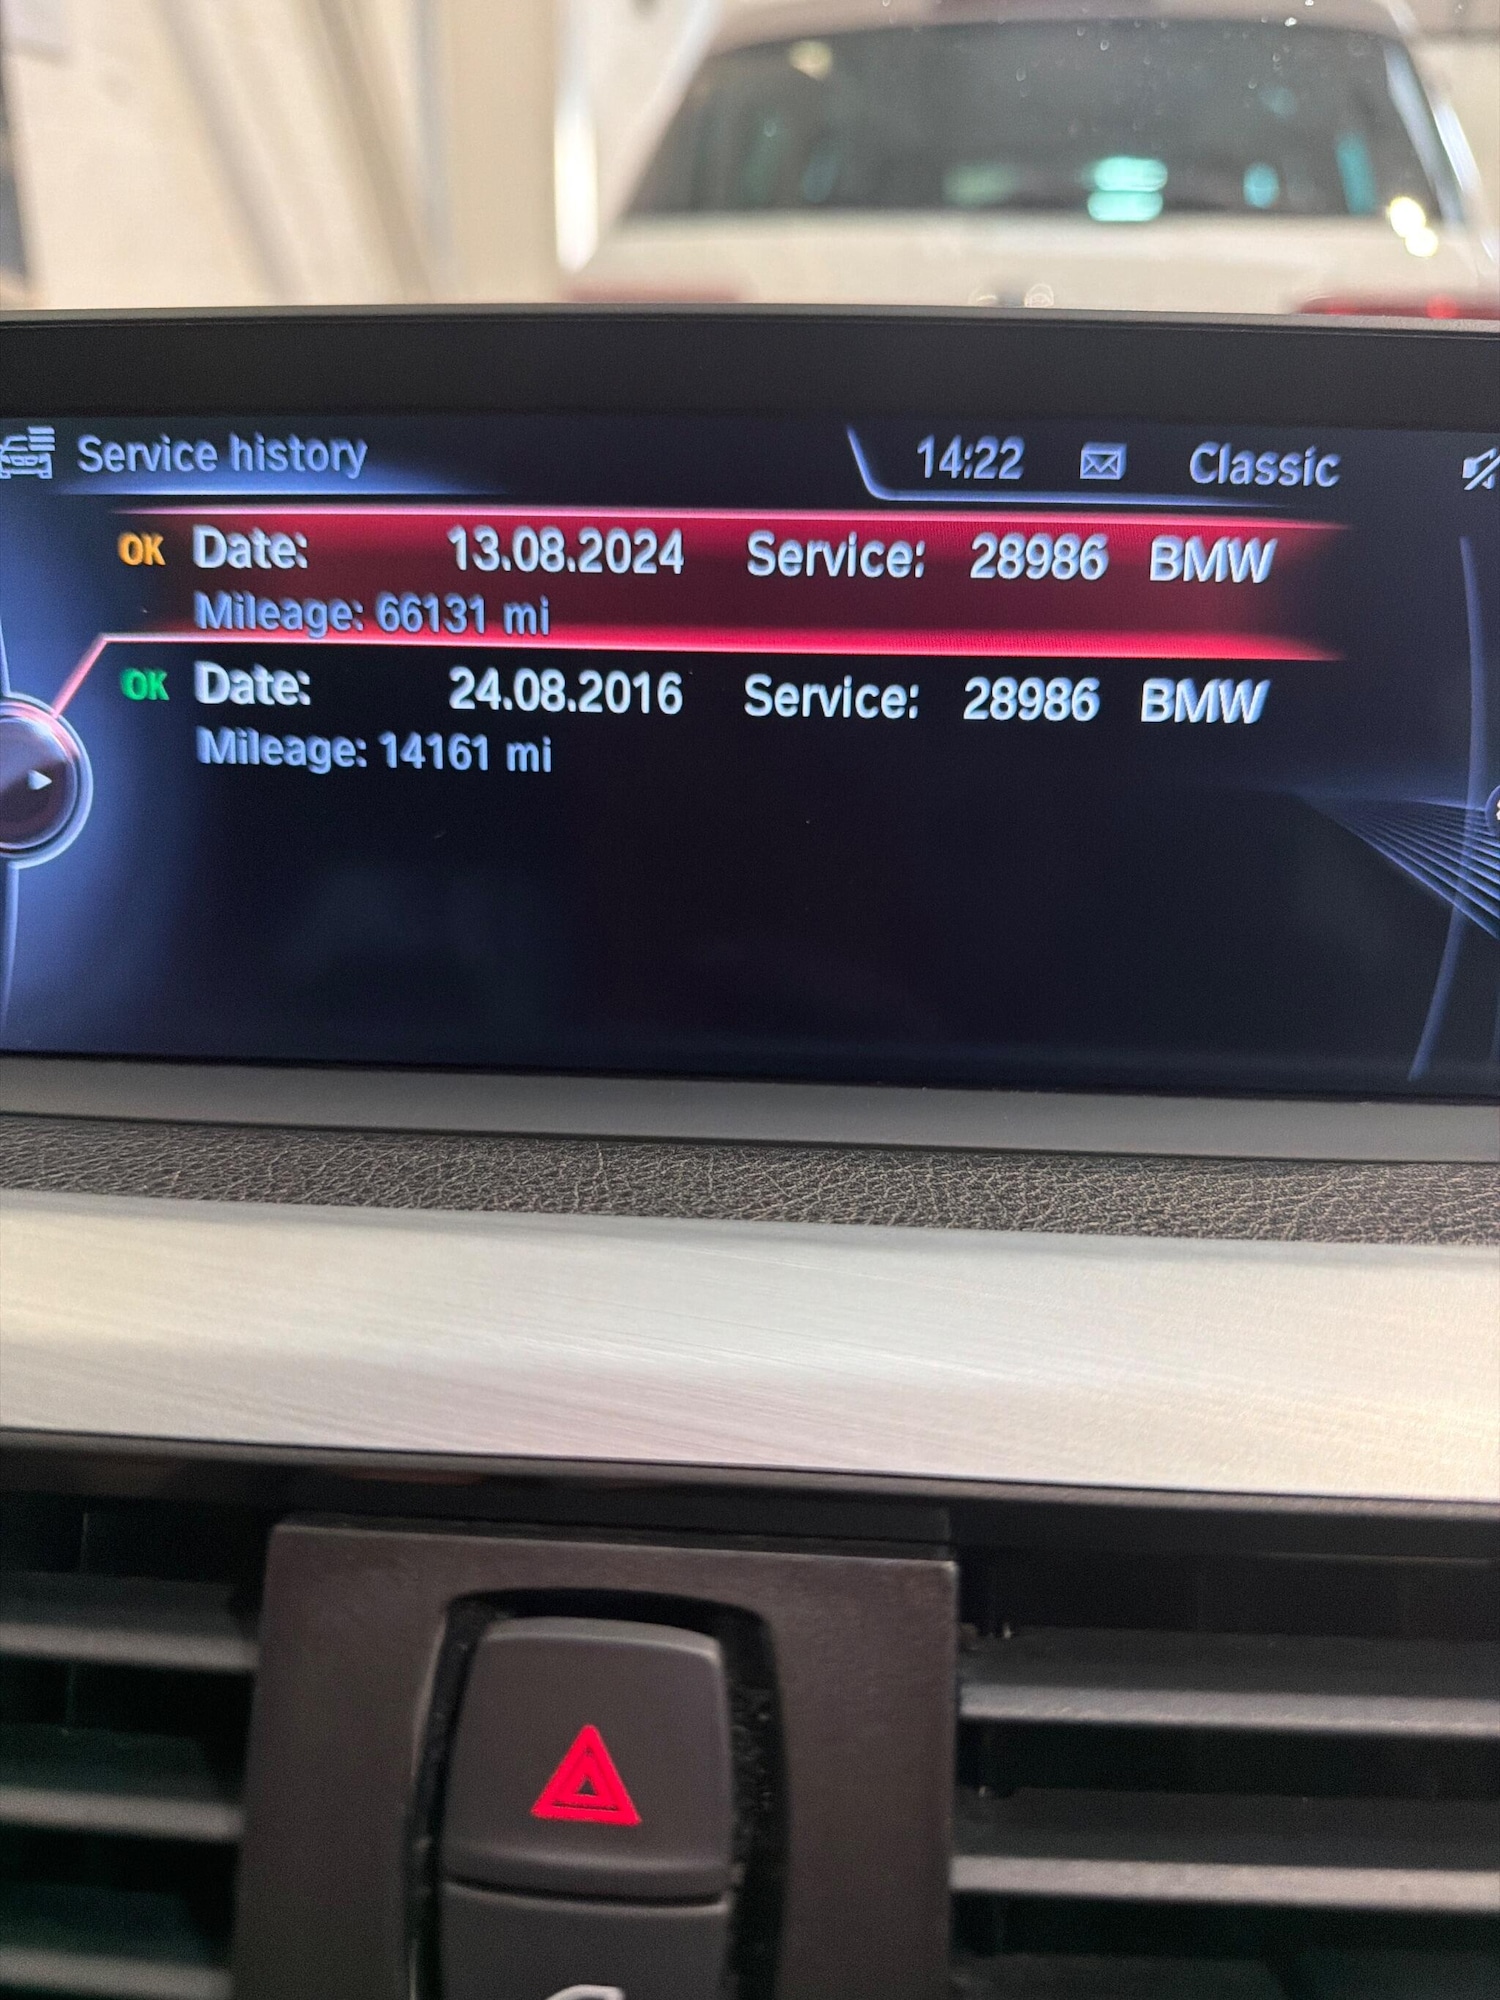 Service history 14:22 Classic
OK Date: 13.08.2024 Service: 28986 BMW
Mileage: 66131 mi
OK Date: 24.08.2016 Service: 28986 BMW
Mileage: 14161 mi